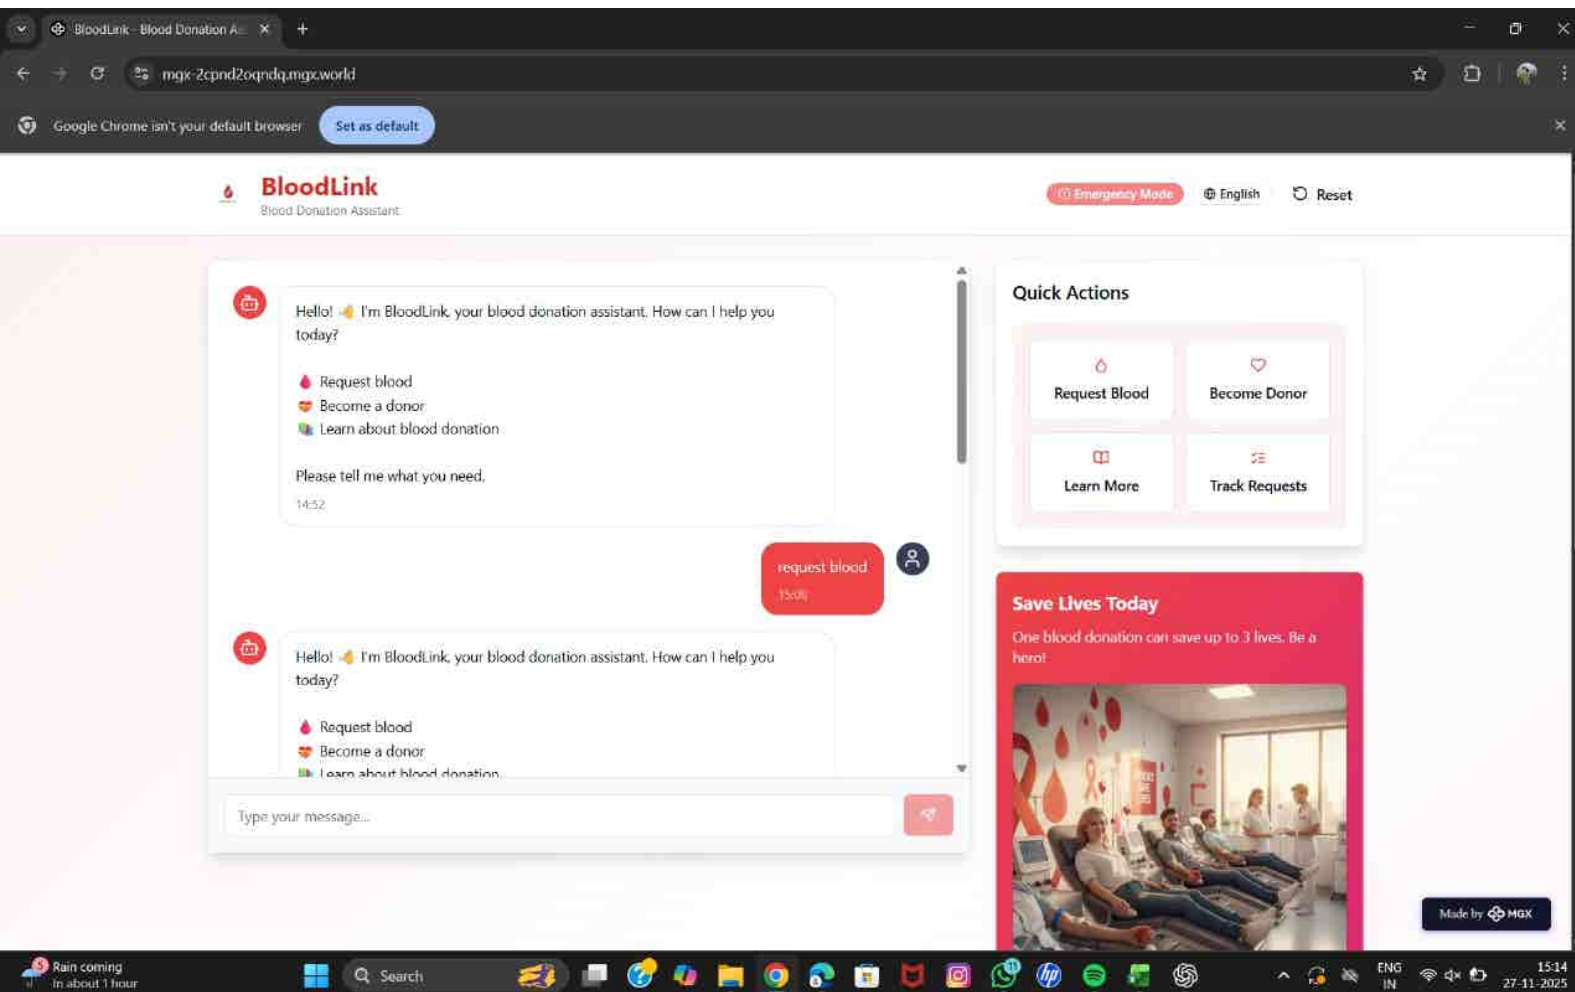 BloodLink - Blood Donation As
mgx-2cpnd2oqndq.mgx.world
Google Chrome isn't your default browser
Set as default
BloodLink
Blood Donation Assistant
Emergency Mode
English
Reset
Hello! 👋 I'm BloodLink, your blood donation assistant. How can I help you
today?
🩸 Request blood
💝 Become a donor
📚 Learn about blood donation
Please tell me what you need.
14:52
request blood
Hello! 👋 I'm BloodLink, your blood donation assistant. How can I help you
today?
🩸 Request blood
💝 Become a donor
📚 Learn about blood donation
Type your message...
Quick Actions
Request Blood
Become Donor
Learn More
Track Requests
Save Lives Today
One blood donation can save up to 3 lives. Be a
hero!
Made by MGX
Rain coming
In about 1 hour
Search
11
ENG
IN
15:14
27-11-2025